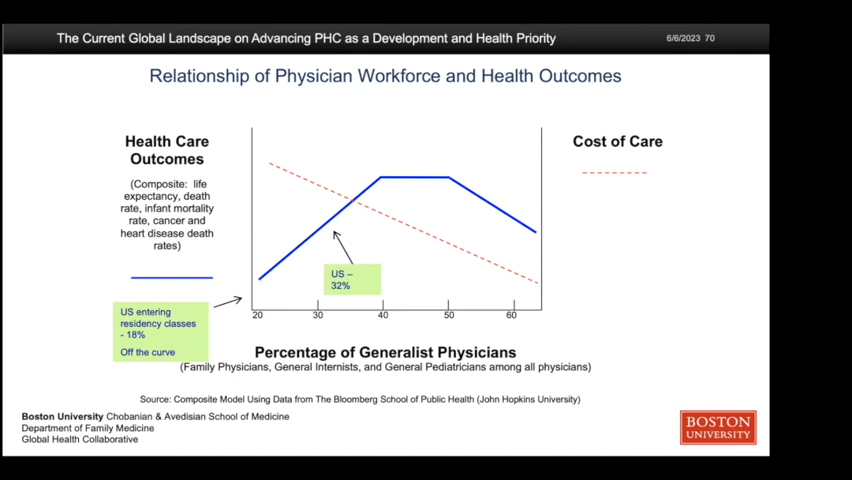 The Current Global Landscape on Advancing PHC as a Development and Health Priority
6/6/2023 70
Relationship of Physician Workforce and Health Outcomes
Health Care
Outcomes
(Composite: life
expectancy, death
rate, infant mortality
rate, cancer and
heart disease death
rates)
Cost of Care
US –
32%
US entering
residency classes
- 18%
Off the curve
20 30 40 50 60
Percentage of Generalist Physicians
(Family Physicians, General Internists, and General Pediatricians among all physicians)
Source: Composite Model Using Data from The Bloomberg School of Public Health (John Hopkins University)
Boston University Chobanian & Avedisian School of Medicine
Department of Family Medicine
Global Health Collaborative
BOSTON
UNIVERSITY